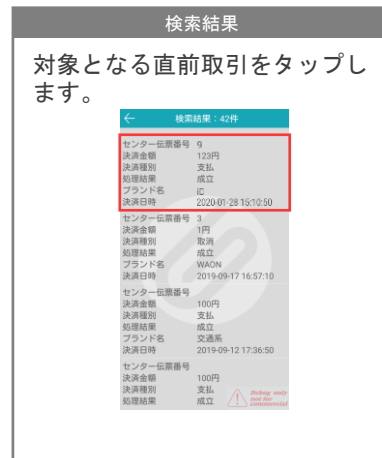 検索結果
対象となる直前取引をタップし
ます。
← 検索結果：42件
センター伝票番号 9
決済金額 123円
決済種別 支払
処理結果 成立
ブランド名 iD
決済日時 2020-01-28 15:10:50
センター伝票番号 3
決済金額 1円
決済種別 取消
処理結果 成立
ブランド名 WAON
決済日時 2019-09-17 16:57:10
センター伝票番号
決済金額 100円
決済種別 支払
処理結果 成立
ブランド名 交通系
決済日時 2019-09-12 17:36:50
センター伝票番号
決済金額 100円
決済種別 支払
処理結果 成立
Debug only
not for
commercial